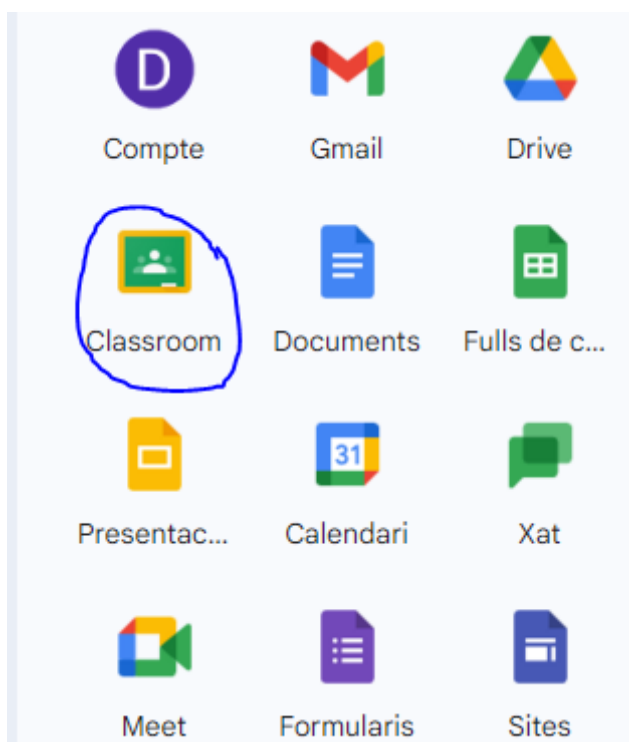 D
Compte Gmail Drive
Classroom Documents Fulls de c...
31
Presentac... Calendari Xat
Meet Formularis Sites